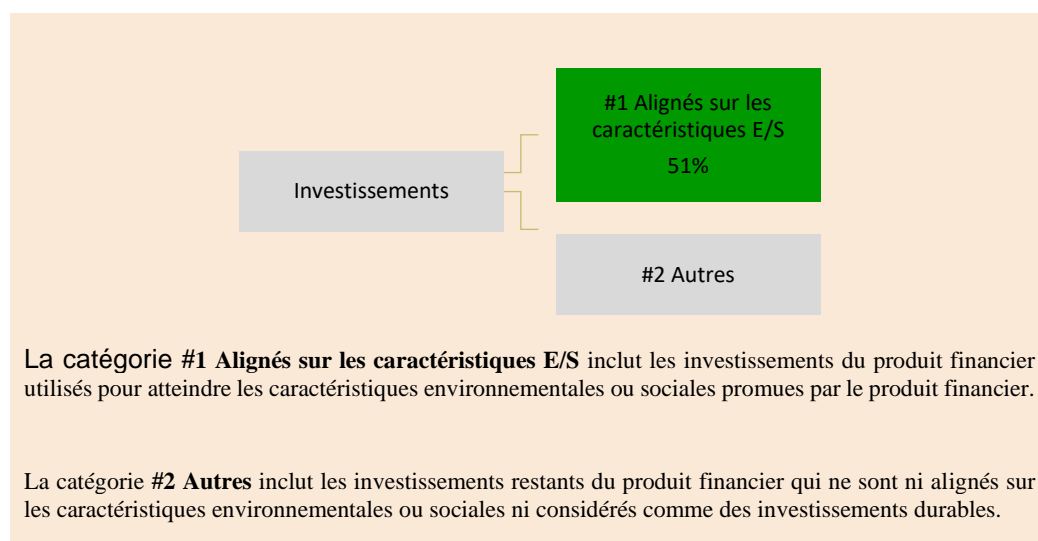 #1 Alignés sur les
caractéristiques E/S
51%
Investissements
#2 Autres
La catégorie #1 Alignés sur les caractéristiques E/S inclut les investissements du produit financier
utilisés pour atteindre les caractéristiques environnementales ou sociales promues par le produit financier.
La catégorie #2 Autres inclut les investissements restants du produit financier qui ne sont ni alignés sur
les caractéristiques environnementales ou sociales ni considérés comme des investissements durables.